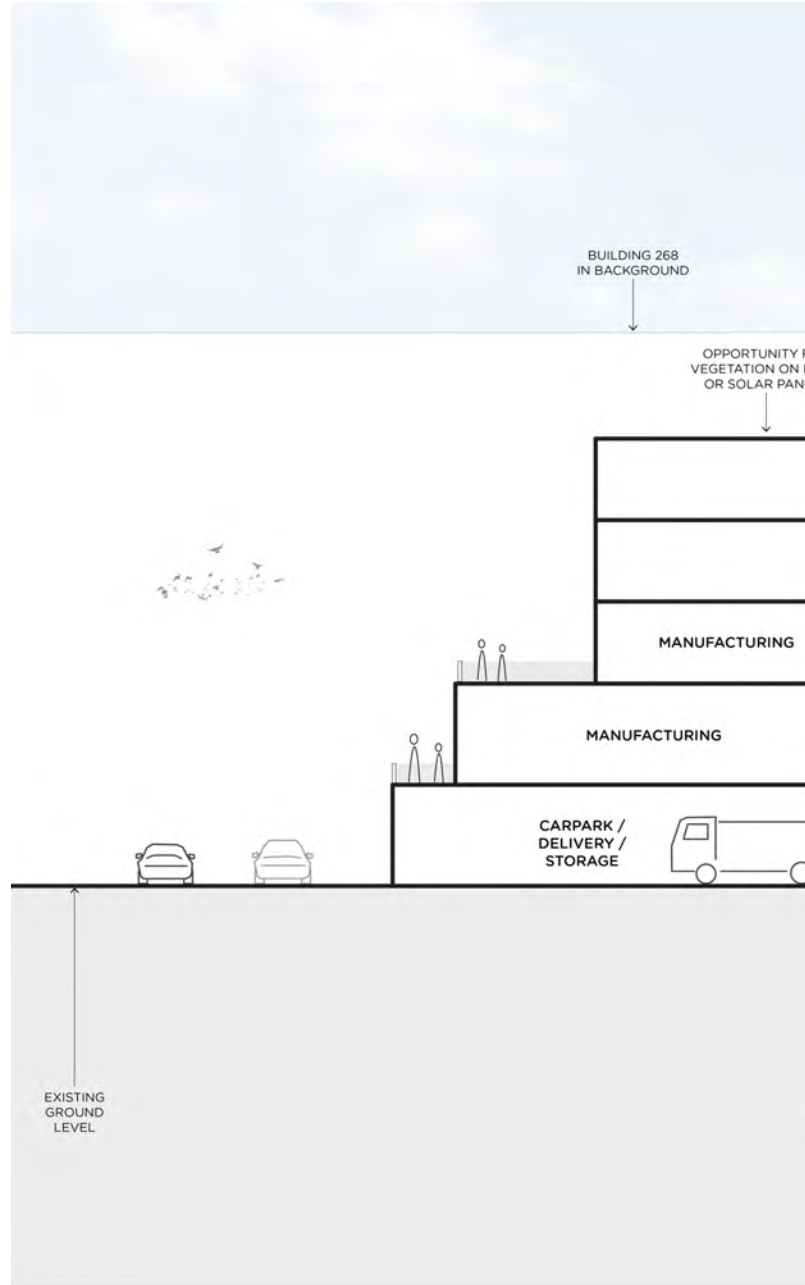 BUILDING 268
IN BACKGROUND
OPPORTUNITY
VEGETATION ON
OR SOLAR
MANUFACTURING
MANUFACTURING
CARPARK /
DELIVERY /
STORAGE
EXISTING
GROUND
LEVEL